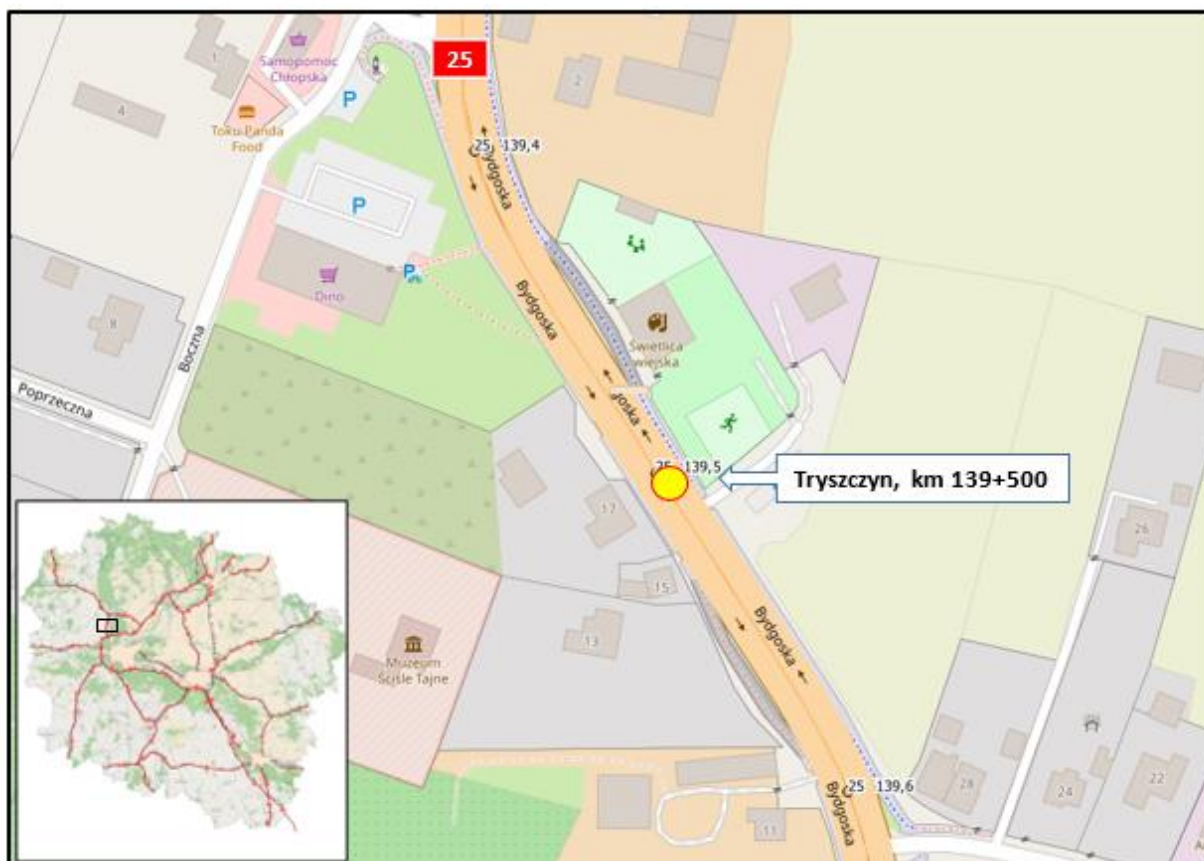 25
1
Samopomoc
Chłopska
2
P
4
Toku Panda
Food
25 139,4
Bydgoska
P
P
Dino
Bydgoska
8
Boczna
Świetlica
wiejska
Poprzeczna
goska
25 139,5
Tryszczyn, km 139+500
17
26
15
13
Muzeum
Ściśle Tajne
Bydgoska
25 139,6
Bydgoska
28
24
22
11